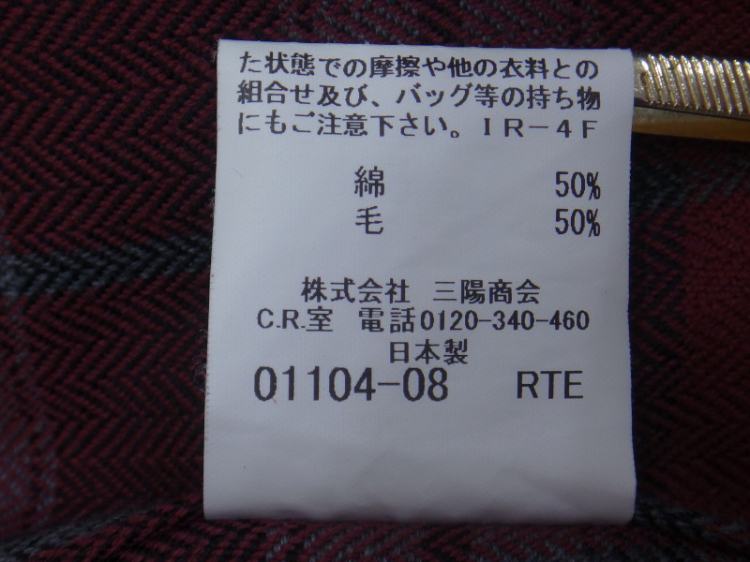 た状態での摩擦や他の衣料との
組合せ及び、バッグ等の持ち物
にもご注意下さい。ＩＲ－４Ｆ
綿 50%
毛 50%
株式会社 三陽商会
C.R.室 電話0120-340-460
日本製
01104-08 RTE